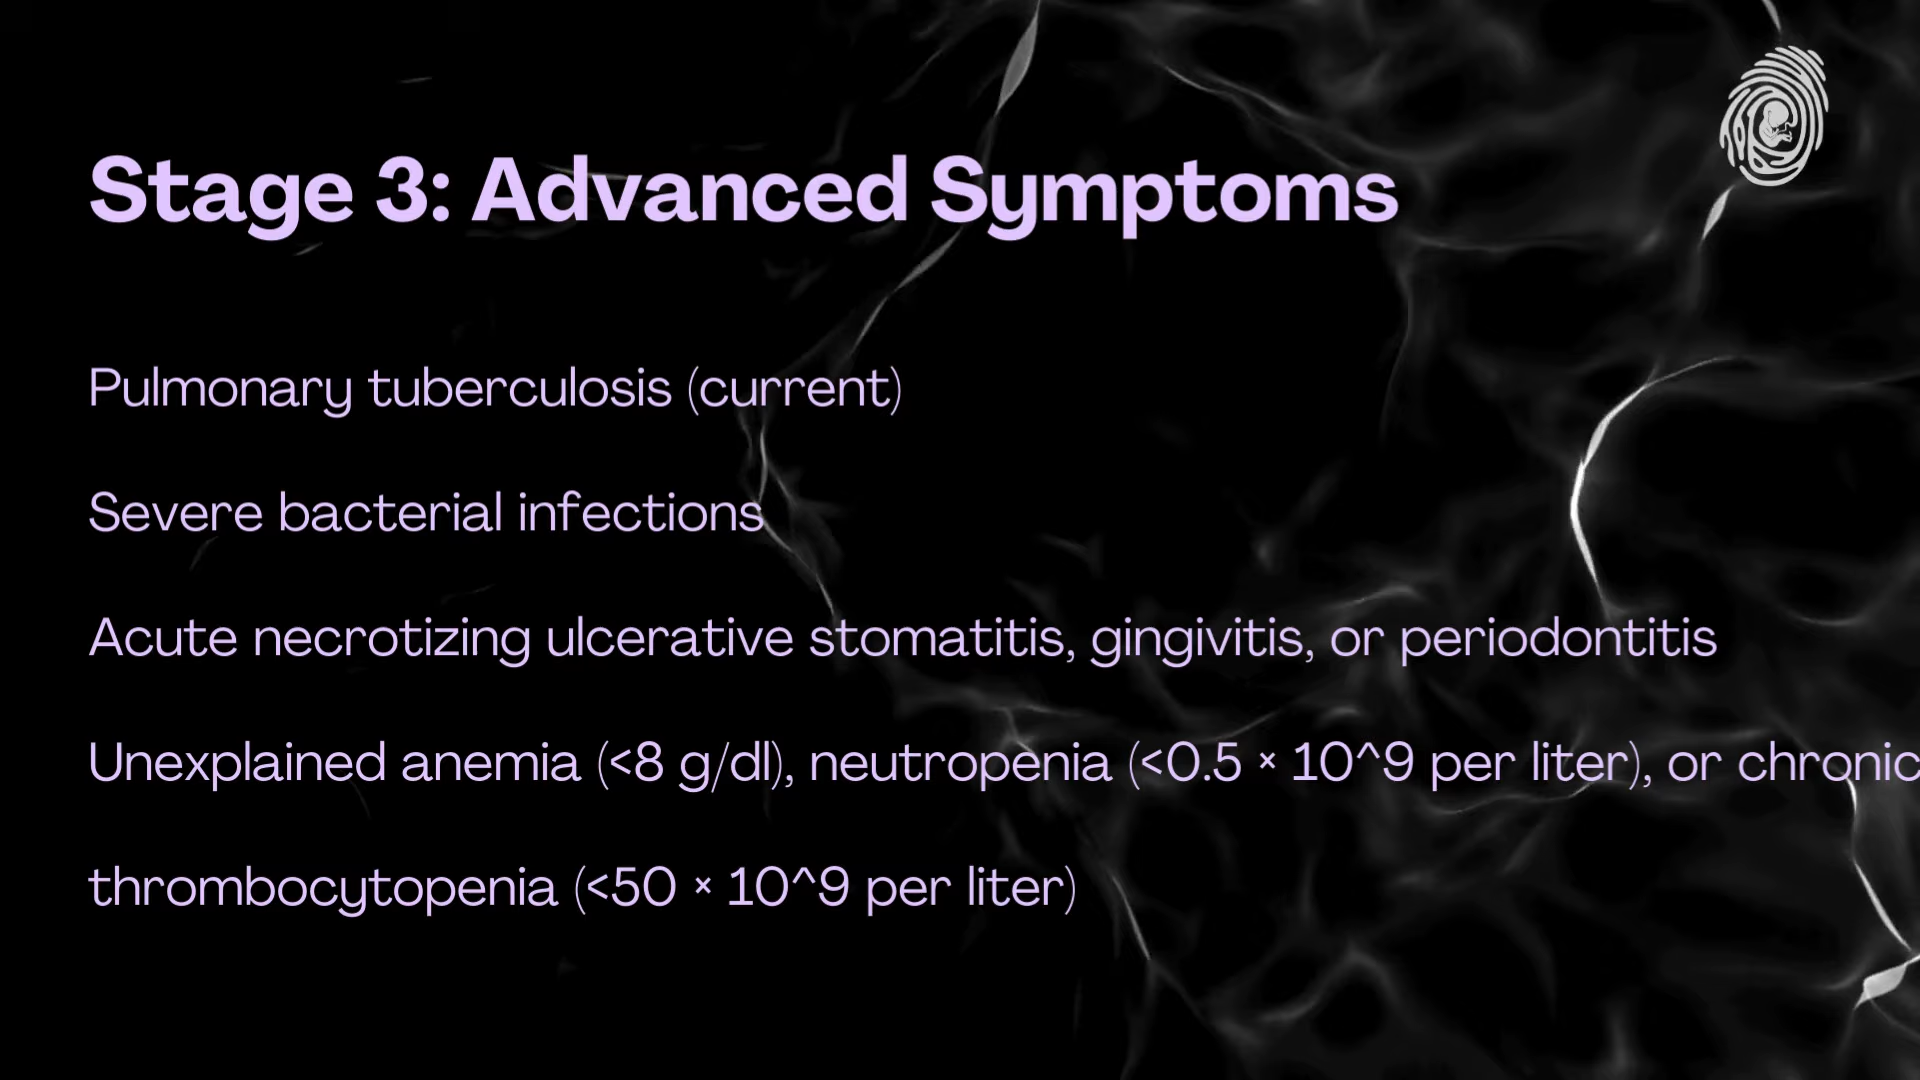 Stage 3: Advanced Symptoms
Pulmonary tuberculosis (current)
Severe bacterial infections
Acute necrotizing ulcerative stomatitis, gingivitis, or periodontitis
Unexplained anemia (<8 g/dl), neutropenia (<0.5 × 10^9 per liter), or chronic
thrombocytopenia (<50 × 10^9 per liter)